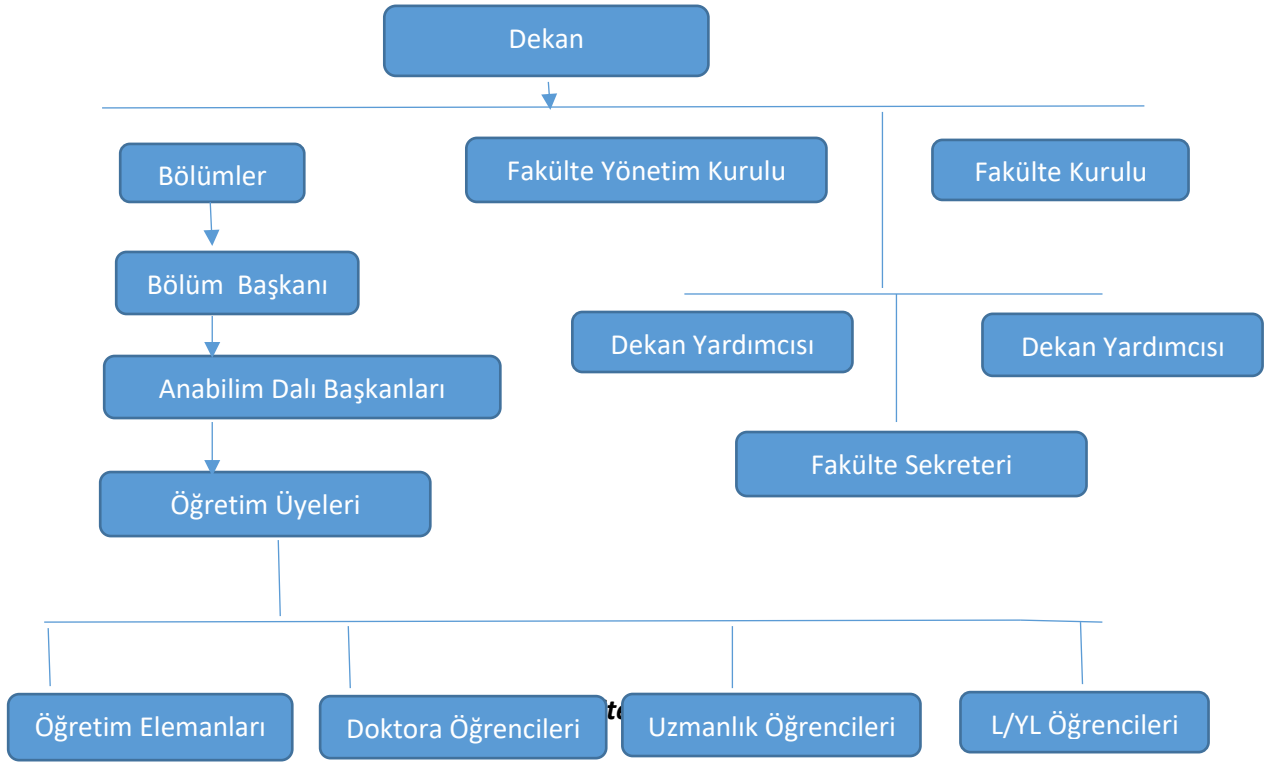 Dekan
Bölümler
Fakülte Yönetim Kurulu
Fakülte Kurulu
Bölüm  Başkanı
Dekan Yardımcısı
Dekan Yardımcısı
Anabilim Dalı Başkanları
Fakülte Sekreteri
Öğretim Üyeleri
Öğretim Elemanları
Doktora Öğrencileri
Uzmanlık Öğrencileri
L/YL Öğrencileri